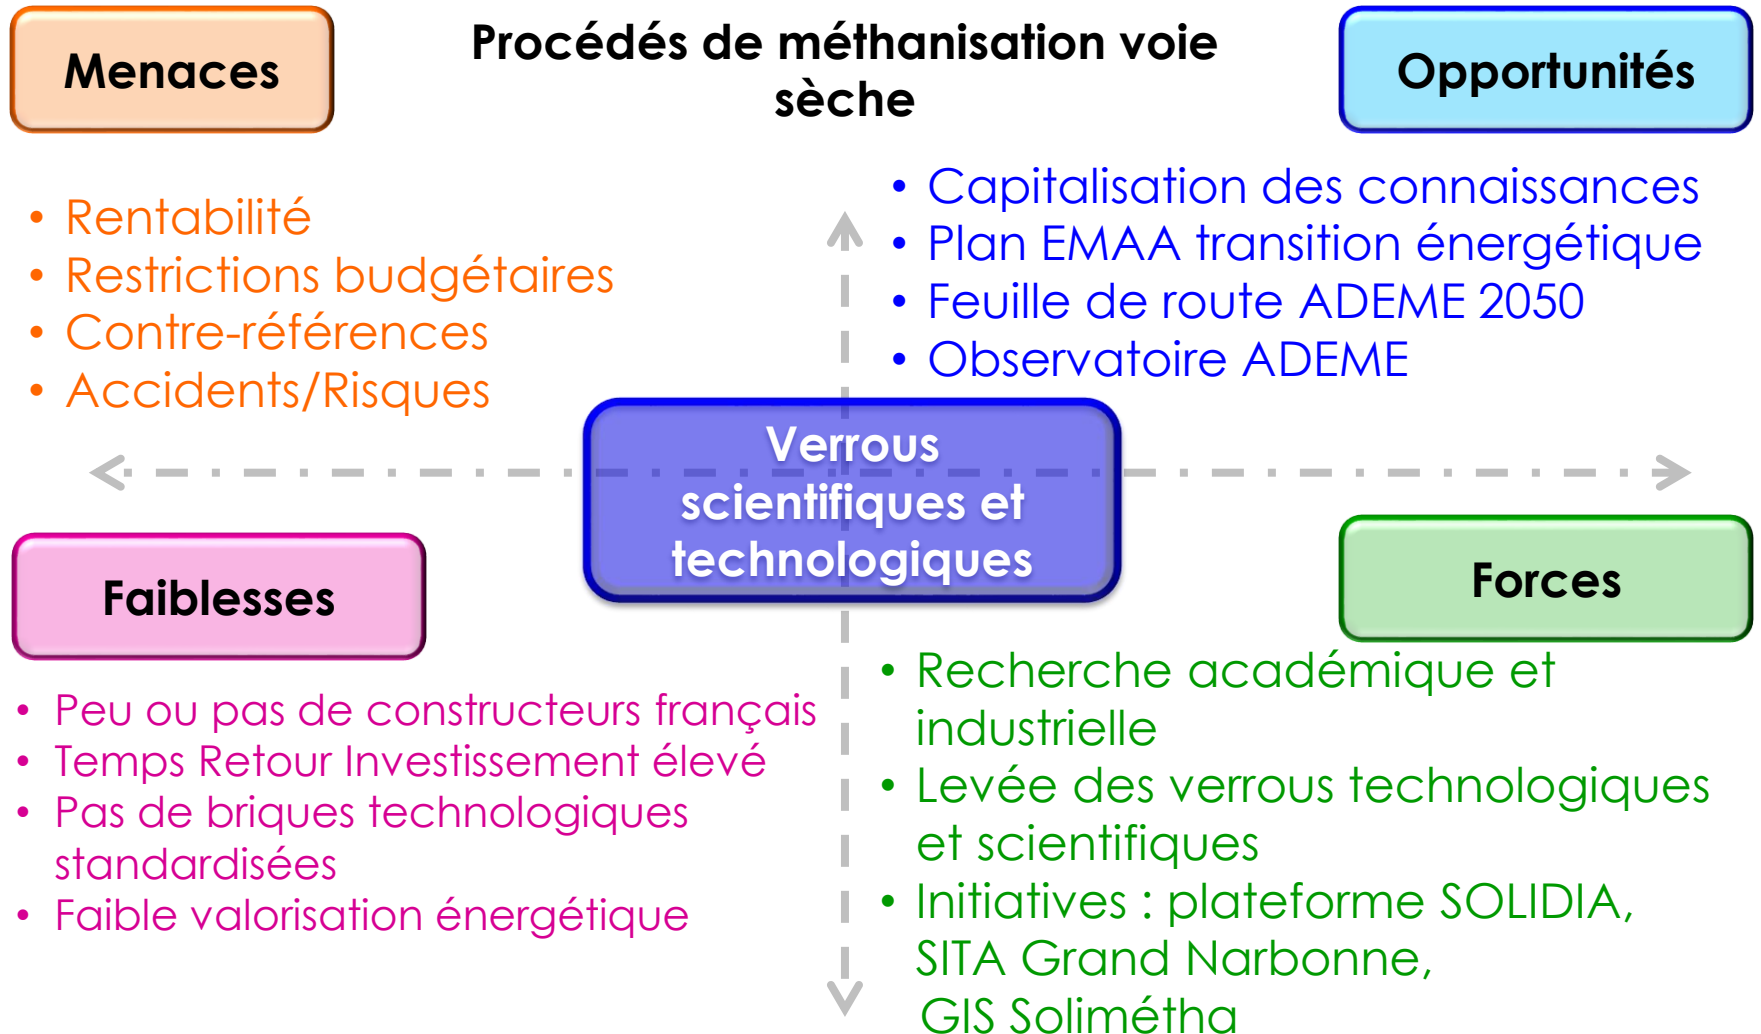 Procédés de méthanisation voie
sèche
Menaces
• Rentabilité
• Restrictions budgétaires
• Contre-références
• Accidents/Risques
Opportunités
• Capitalisation des connaissances
• Plan EMAA transition énergétique
• Feuille de route ADEME 2050
• Observatoire ADEME
Verrous
scientifiques et
technologiques
Faiblesses
• Peu ou pas de constructeurs français
• Temps Retour Investissement élevé
• Pas de briques technologiques
standardisées
• Faible valorisation énergétique
Forces
• Recherche académique et
industrielle
• Levée des verrous technologiques
et scientifiques
• Initiatives : plateforme SOLIDIA,
SITA Grand Narbonne,
GIS Solimétha